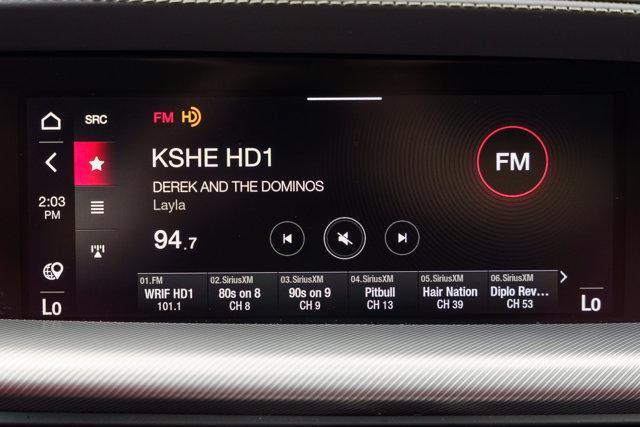 SRC
FM HD
KSHE HD1
DEREK AND THE DOMINOS
Layla
FM
2:03
PM
94.7
01.FM
WRIF HD1
101.1
02.SiriusXM
80s on 8
CH 8
03.SiriusXM
90s on 9
CH 9
04.SiriusXM
Pitbull
CH 13
05.SiriusXM
Hair Nation
CH 39
06.SiriusXM
Diplo Rev...
CH 53
Lo
Lo